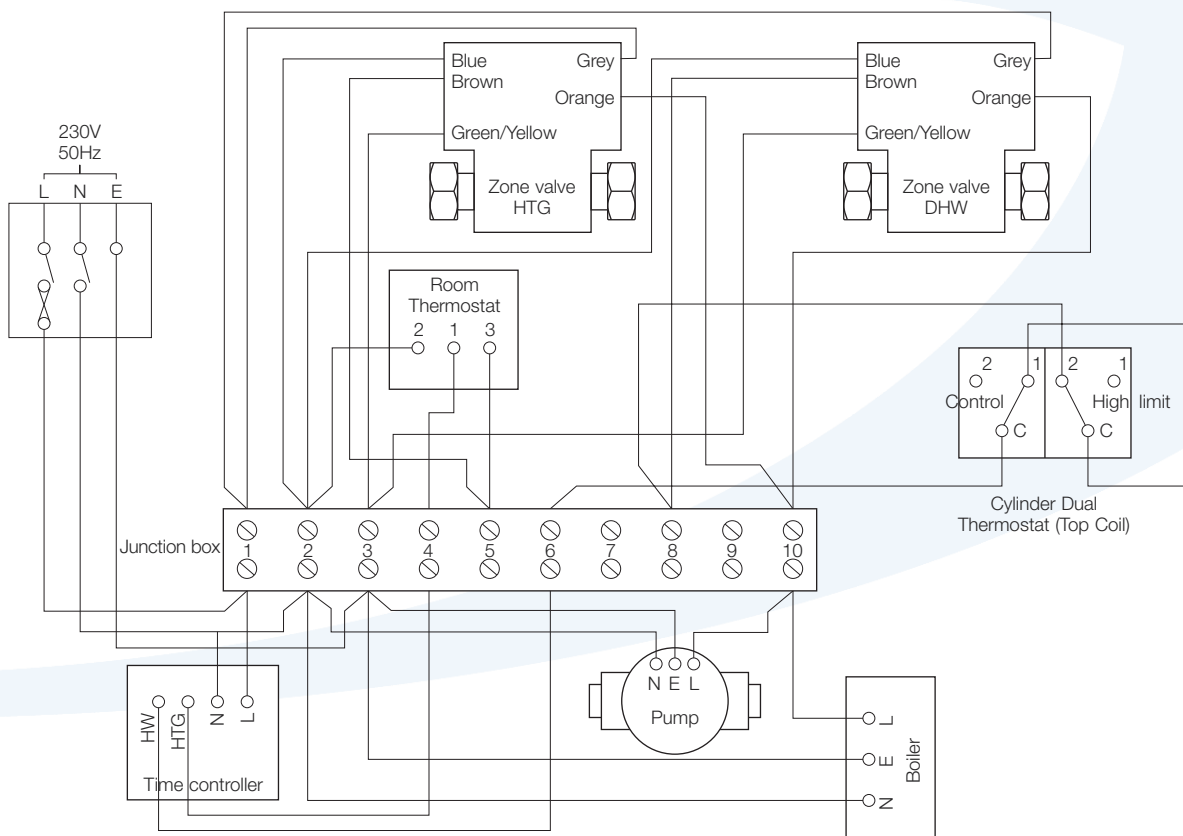 Blue Grey
Brown
Orange
Green/Yellow
Zone valve
HTG
Blue Grey
Brown
Orange
Green/Yellow
Zone valve
DHW
230V
50Hz
L N E
Room
Thermostat
2 1 3
2 1 2 1
Control High limit
C C
Cylinder Dual
Thermostat (Top Coil)
Junction box 1 2 3 4 5 6 7 8 9 10
HW HTG N L
Time controller
N E L
Pump
L
E
N
Boiler